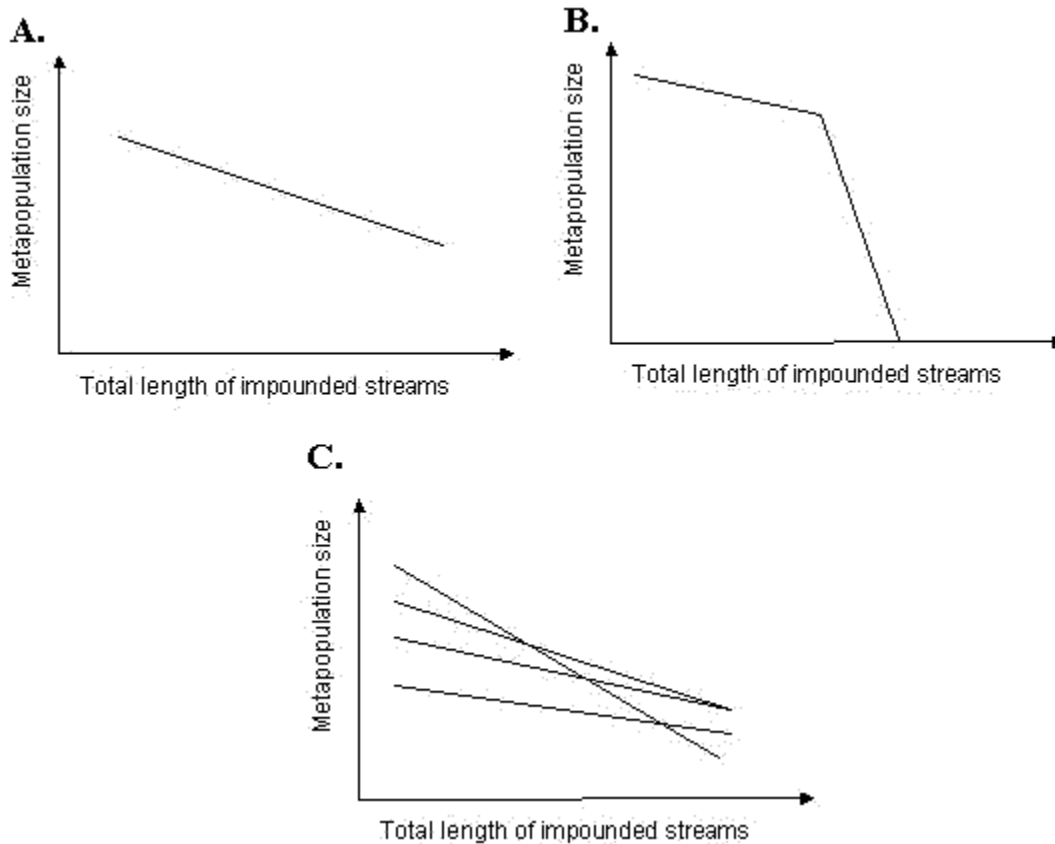 A.
Metapopulation size
Total length of impounded streams
B.
Metapopulation size
Total length of impounded streams
C.
Metapopulation size
Total length of impounded streams